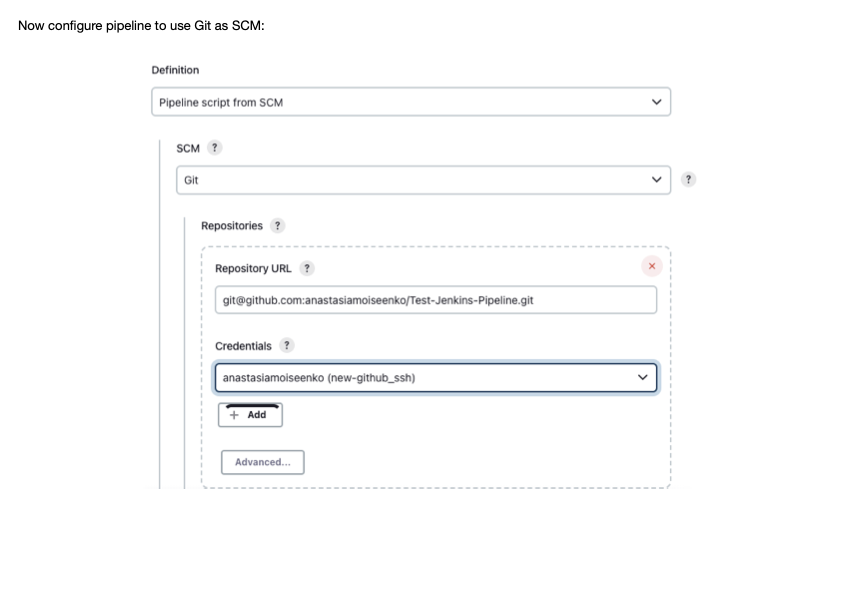 Now configure pipeline to use Git as SCM:
Definition
Pipeline script from SCM
SCM ?
Git
?
Repositories ?
Repository URL ?
git@github.com:anastasiamoiseenko/Test-Jenkins-Pipeline.git
Credentials ?
anastasiamoiseenko (new-github_ssh)
+ Add
Advanced...